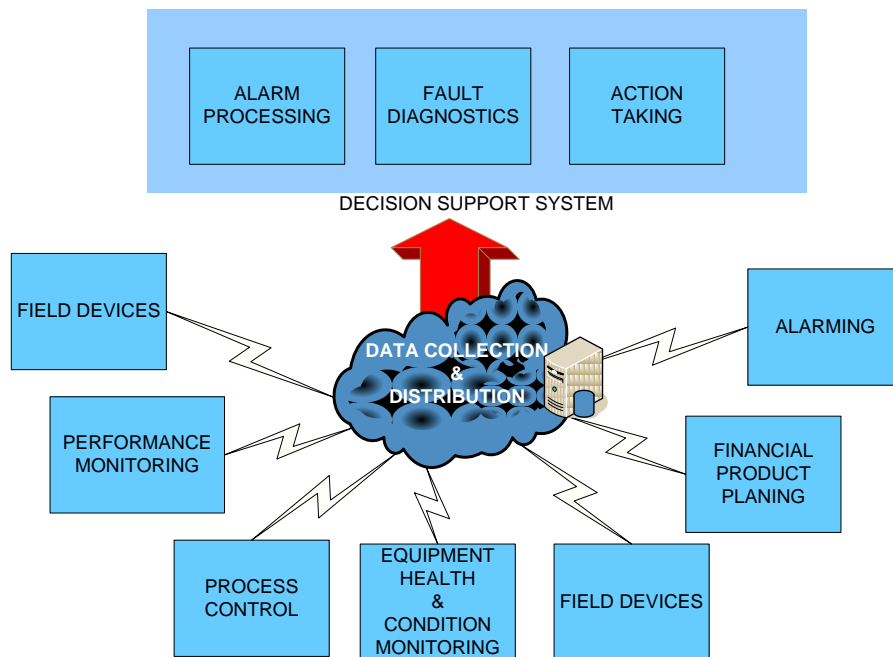 ALARM
PROCESSING
FAULT
DIAGNOSTICS
ACTION
TAKING
DECISION SUPPORT SYSTEM
FIELD DEVICES
ALARMING
DATA COLLECTION
&
DISTRIBUTION
PERFORMANCE
MONITORING
FINANCIAL
PRODUCT
PLANING
PROCESS
CONTROL
EQUIPMENT
HEALTH
&
CONDITION
MONITORING
FIELD DEVICES